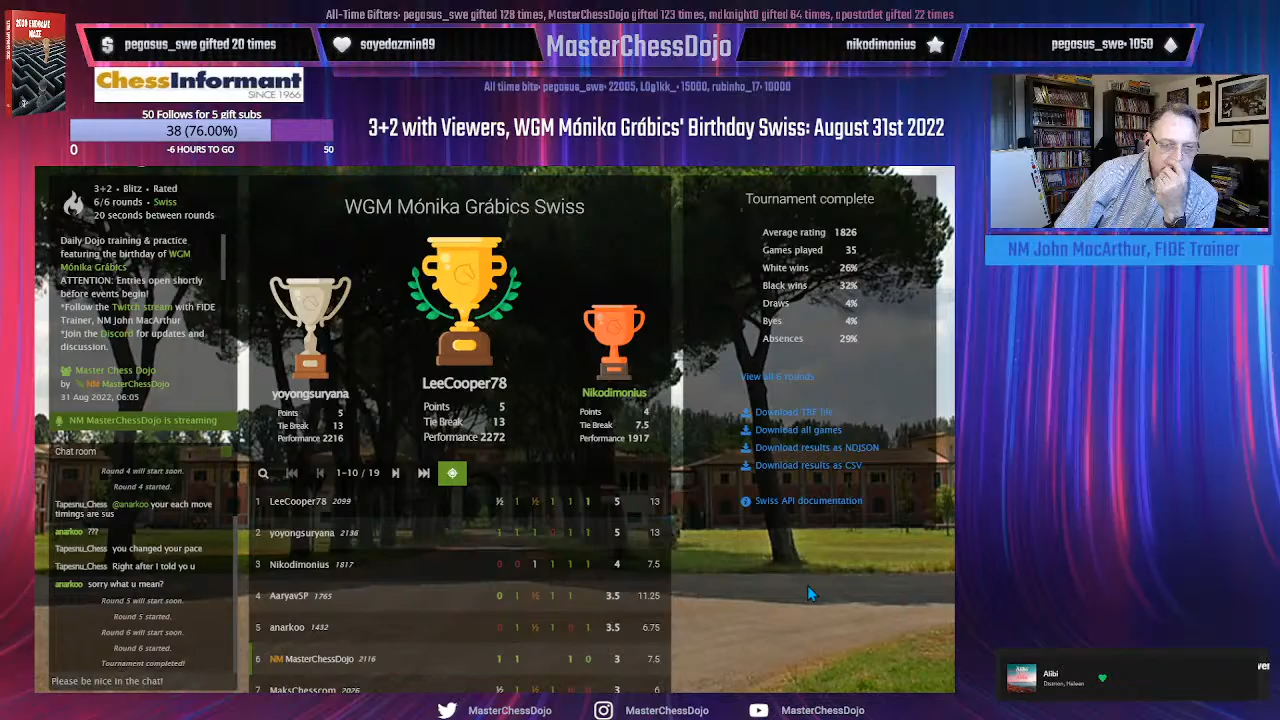 All-Time Gifters: pegasus_swe gifted 128 times, MasterChessDojo gifted 123 times, mdknight0 gifted 64 times, apostatlet gifted 22 times
pegasus_swe gifted 20 times
sayedazmin89
MasterChessDojo
nikodimonius
pegasus_swe: 1050
ChessInformant
SINCE 1966
All time bits: pegasus_swe: 22005, L0g1kk_: 15000, rubinho_17: 10000
50 Follows for 5 gift subs
38 (76.00%)
0
-6 HOURS TO GO
50
3+2 with Viewers, WGM Mónika Grábics' Birthday Swiss: August 31st 2022
NM John MacArthur, FIDE Trainer
3+2 • Blitz • Rated
6/6 rounds • Swiss
20 seconds between rounds
Daily Dojo training & practice
featuring the birthday of WGM
Mónika Grábics
ATTENTION: Entries open shortly
before events begin!
*Follow the Twitch stream with FIDE
Trainer, NM John MacArthur
*Join the Discord for updates and
discussion.
Master Chess Dojo
by NM MasterChessDojo
31 Aug 2022, 06:05
NM MasterChessDojo is streaming
Chat room
Round 4 will start soon.
Round 4 started.
Tapesnu_Chess @anarkoo your each move
timings are sus
anarkoo ???
Tapesnu_Chess you changed your pace
Tapesnu_Chess Right after I told yo u
anarkoo sorry what u mean?
Round 5 will start soon.
Round 5 started.
Round 6 will start soon.
Round 6 started.
Tournament completed!
Please be nice in the chat!
WGM Mónika Grábics Swiss
yoyongsuryana
Points 5
Tie Break 13
Performance 2216
LeeCooper78
Points 5
Tie Break 13
Performance 2272
Nikodimonius
Points 4
Tie Break 7.5
Performance 1917
1-10 / 19
1 LeeCooper78 2099 ½ 1 ½ 1 1 1 5 13
2 yoyongsuryana 2136 1 1 1 0 1 1 5 13
3 Nikodimonius 1817 0 0 1 1 1 1 4 7.5
4 AaryavSP 1765 0 1 ½ 1 1 3.5 11.25
5 anarkoo 1432 0 1 ½ 1 0 1 3.5 6.75
6 NM MasterChessDojo 2116 1 1 1 0 3 7.5
7 MaksChesscom 2026 3 6
Tournament complete
Average rating 1826
Games played 35
White wins 26%
Black wins 32%
Draws 4%
Byes 4%
Absences 29%
View all 6 rounds
Download TRF file
Download all games
Download results as NDJSON
Download results as CSV
Swiss API documentation
Alibi
MasterChessDojo
MasterChessDojo
MasterChessDojo